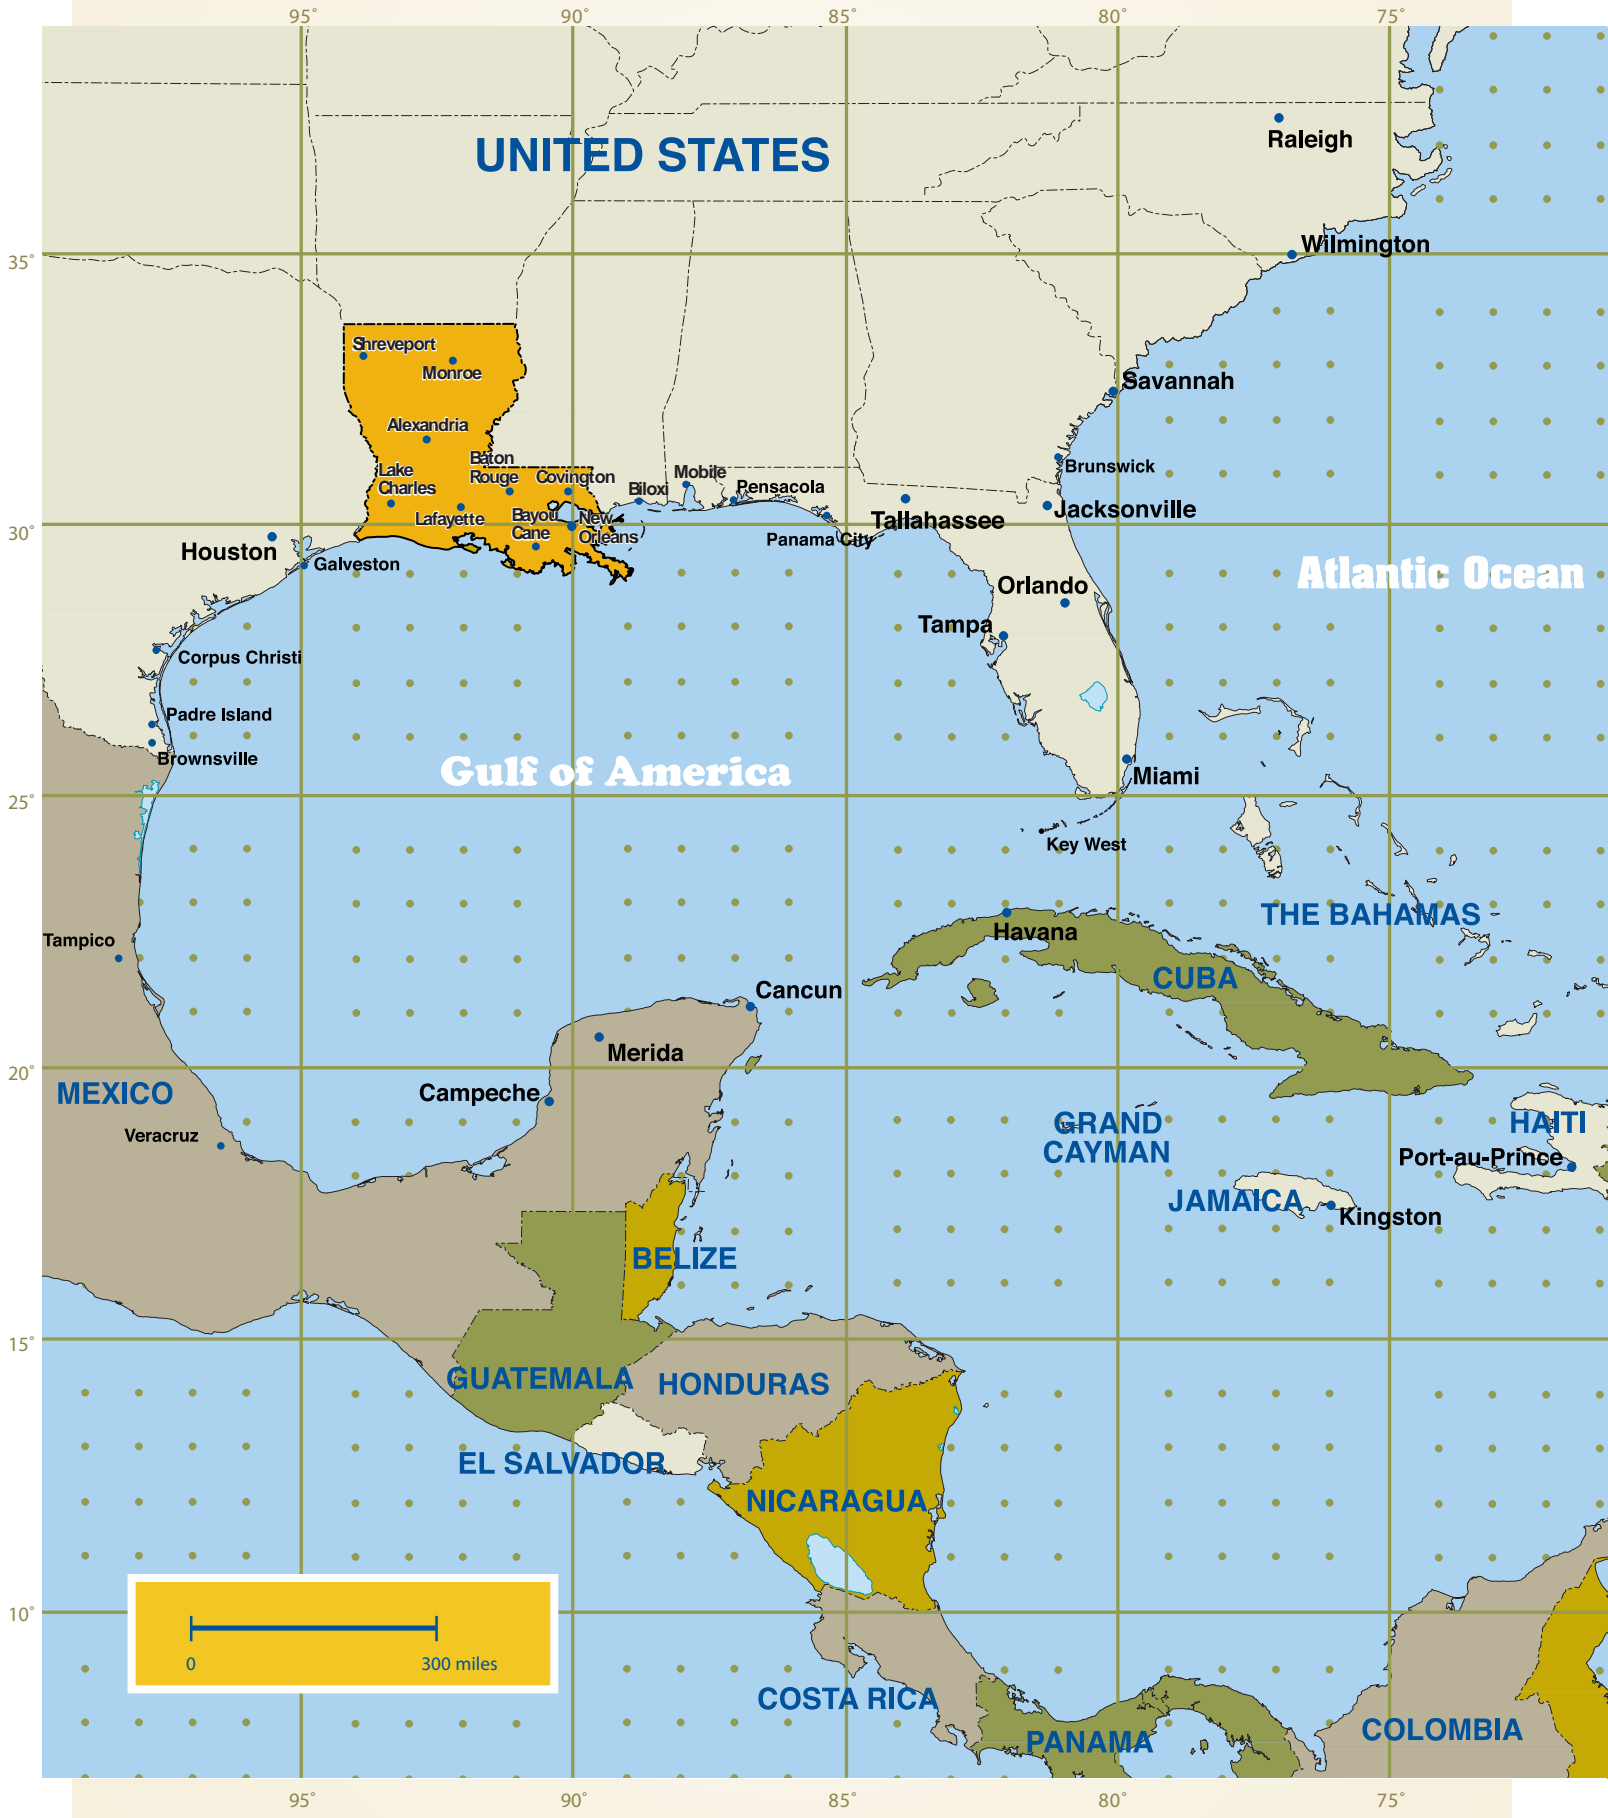 95° 90° 85° 80° 75°
UNITED STATES
Raleigh
Wilmington
35°
Shreveport
Monroe
Savannah
Alexandria
Baton
Rouge
Lake
Charles
Covington
Mobile
Biloxi
Pensacola
Brunswick
Lafayette
Bayou
Cane
New
Orleans
Tallahassee
Jacksonville
30°
Panama City
Houston
Galveston
Atlantic Ocean
Orlando
Tampa
Corpus Christi
Padre Island
Brownsville
Gulf of America
Miami
25°
Key West
THE BAHAMAS
Havana
Tampico
CUBA
Cancun
Merida
20°
MEXICO
Campeche
GRAND
CAYMAN
HAITI
Veracruz
Port-au-Prince
JAMAICA
Kingston
BELIZE
15°
GUATEMALA
HONDURAS
EL SALVADOR
NICARAGUA
10°
0 300 miles
COSTA RICA
PANAMA
COLOMBIA
95° 90° 85° 80° 75°